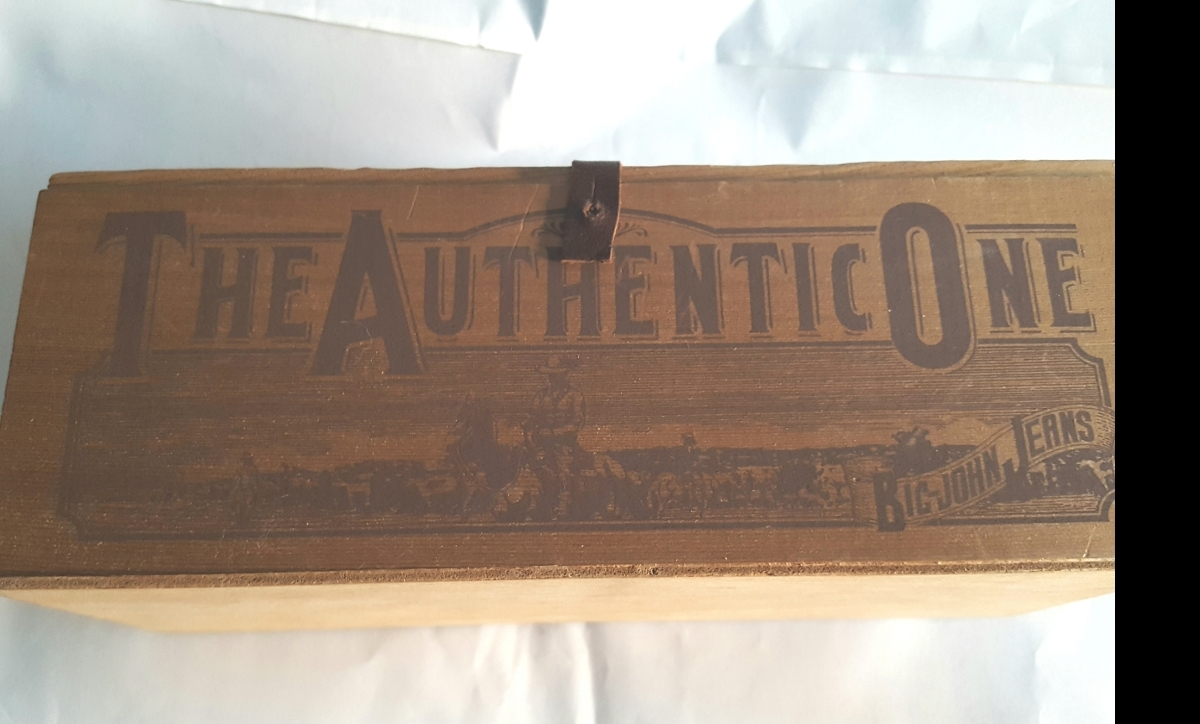 THE AUTHENTIC ONE
BIG JOHN JEANS